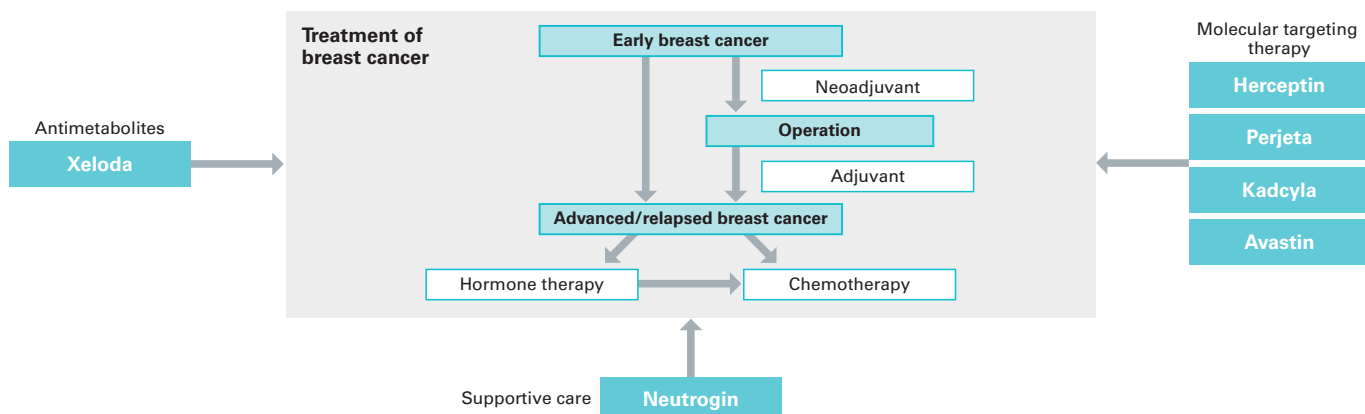 Treatment of
breast cancer
Early breast cancer
Neoadjuvant
Operation
Adjuvant
Advanced/relapsed breast cancer
Hormone therapy
Chemotherapy
Antimetabolites
Xeloda
Molecular targeting
therapy
Herceptin
Perjeta
Kadcyla
Avastin
Supportive care
Neutrogin